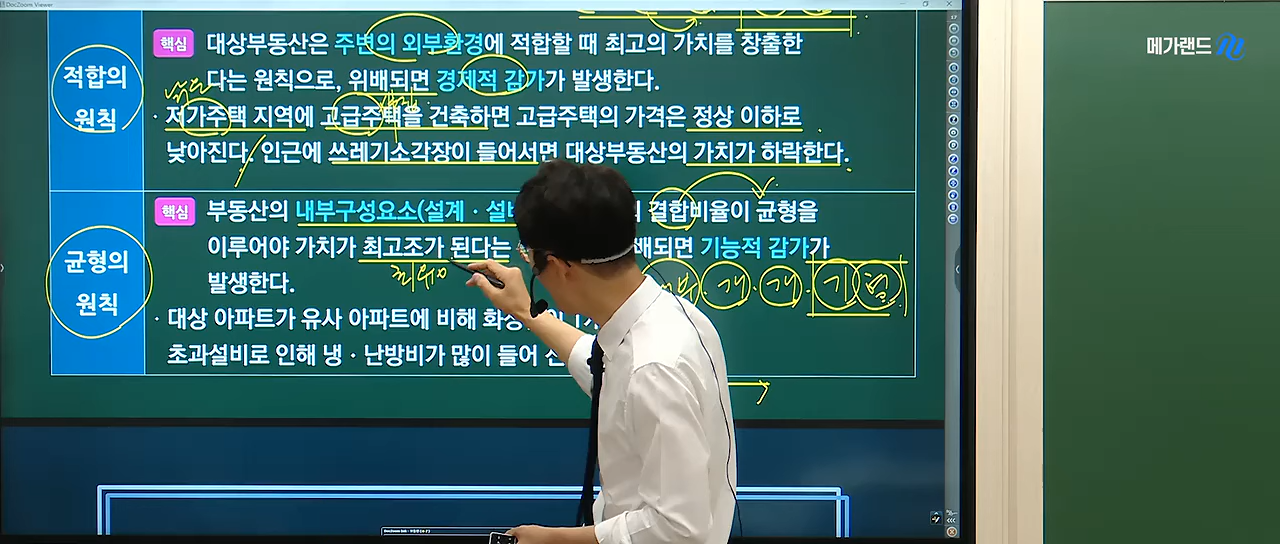 DocZoom Viewer
메가랜드
적합의
원칙
핵심 대상부동산은 주변의 외부환경에 적합할 때 최고의 가치를 창출한
다는 원칙으로, 위배되면 경제적 감가가 발생한다.
· 저가주택 지역에 고급주택을 건축하면 고급주택의 가격은 정상 이하로
낮아진다. 인근에 쓰레기소각장이 들어서면 대상부동산의 가치가 하락한다.
균형의
원칙
핵심 부동산의 내부구성요소(설계 · 설 결합비율이 균형을
이루어야 가치가 최고조가 된다는 배되면 기능적 감가가
개 개 기
발생한다.
· 대상 아파트가 유사 아파트에 비해
초과설비로 인해 냉 · 난방비가 많이 들어